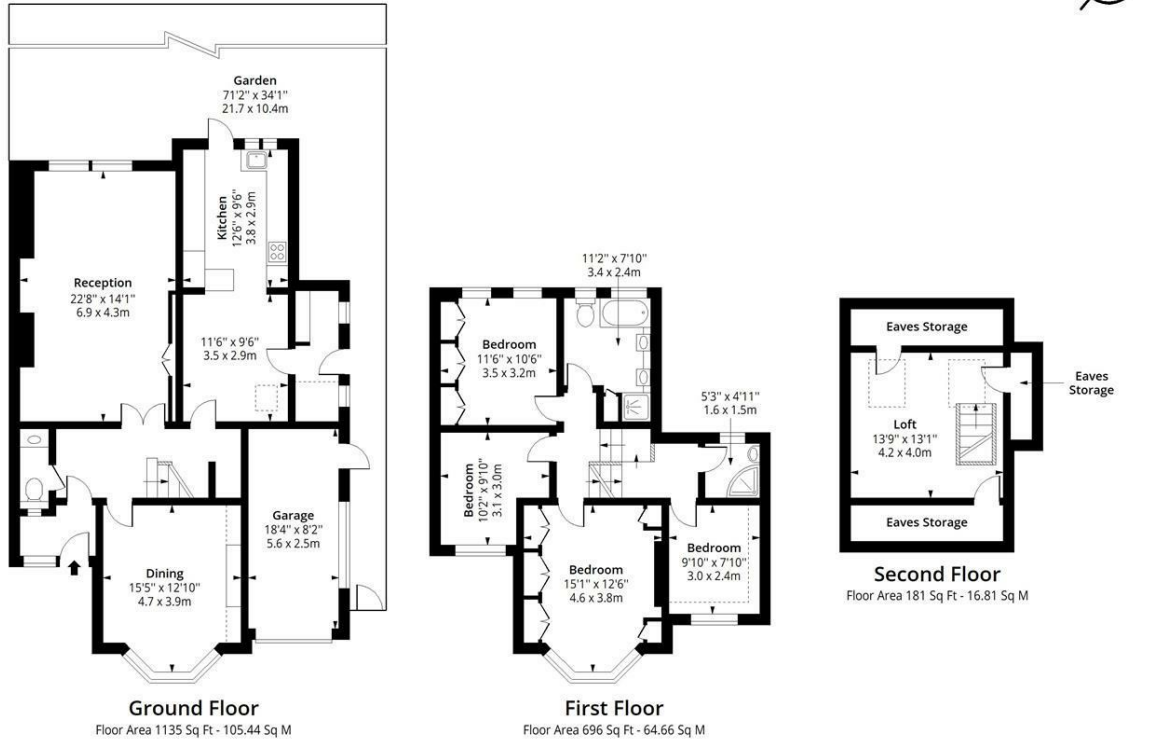 Garden
71'2" x 34'1"
21.7 x 10.4m
Kitchen
12'6" x 9'6"
3.8 x 2.9m
Reception
22'8" x 14'1"
6.9 x 4.3m
11'6" x 9'6"
3.5 x 2.9m
Garage
18'4" x 8'2"
5.6 x 2.5m
Dining
15'5" x 12'10"
4.7 x 3.9m
Ground Floor
Floor Area 1135 Sq Ft - 105.44 Sq M
11'2" x 7'10"
3.4 x 2.4m
Bedroom
11'6" x 10'6"
3.5 x 3.2m
5'3" x 4'11"
1.6 x 1.5m
Bedroom
10'2" x 9'10"
3.1 x 3.0m
Bedroom
15'1" x 12'6"
4.6 x 3.8m
Bedroom
9'10" x 7'10"
3.0 x 2.4m
First Floor
Floor Area 696 Sq Ft - 64.66 Sq M
Eaves Storage
Eaves
Storage
Loft
13'9" x 13'1"
4.2 x 4.0m
Eaves Storage
Second Floor
Floor Area 181 Sq Ft - 16.81 Sq M